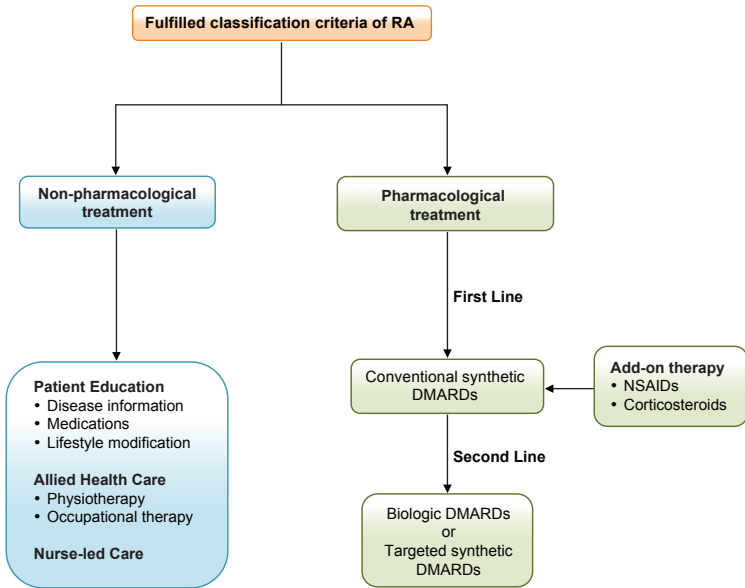 Fulfilled classification criteria of RA
Non-pharmacological
treatment
Pharmacological
treatment
First Line
Patient Education
• Disease information
• Medications
• Lifestyle modification
Allied Health Care
• Physiotherapy
• Occupational therapy
Nurse-led Care
Conventional synthetic
DMARDs
Add-on therapy
• NSAIDs
• Corticosteroids
Second Line
Biologic DMARDs
or
Targeted synthetic
DMARDs